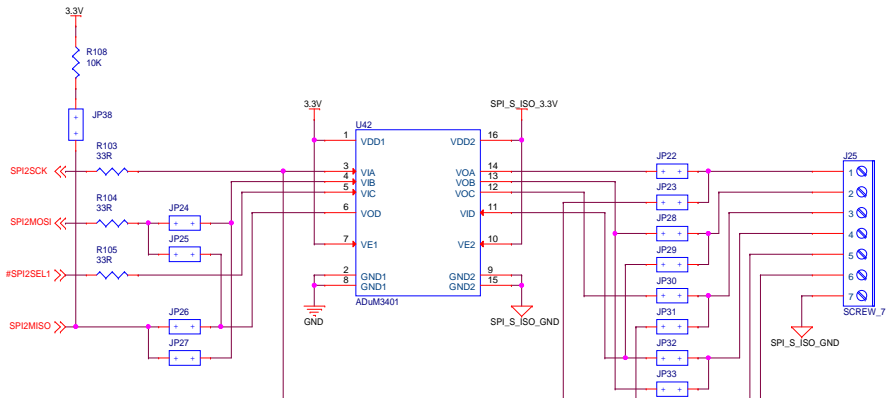 3.3V
R108
10K
JP38
R103
33R
SPI2SCK
R104
33R
SPI2MOSI
JP24
JP25
R105
33R
#SPI2SEL1
SPI2MISO
JP26
JP27
3.3V
SPI_S_ISO_3.3V
U42
1 VDD1 VDD2 16
3 VIA VOA 14
4 VIB VOB 13
5 VIC VOC 12
6 VOD VID 11
7 VE1 VE2 10
2 GND1 GND2 9
8 GND1 GND2 15
ADuM3401
GND
SPI_S_ISO_GND
JP22
JP23
JP28
JP29
JP30
JP31
JP32
JP33
J25
1
2
3
4
5
6
7
SCREW_7
SPI_S_ISO_GND